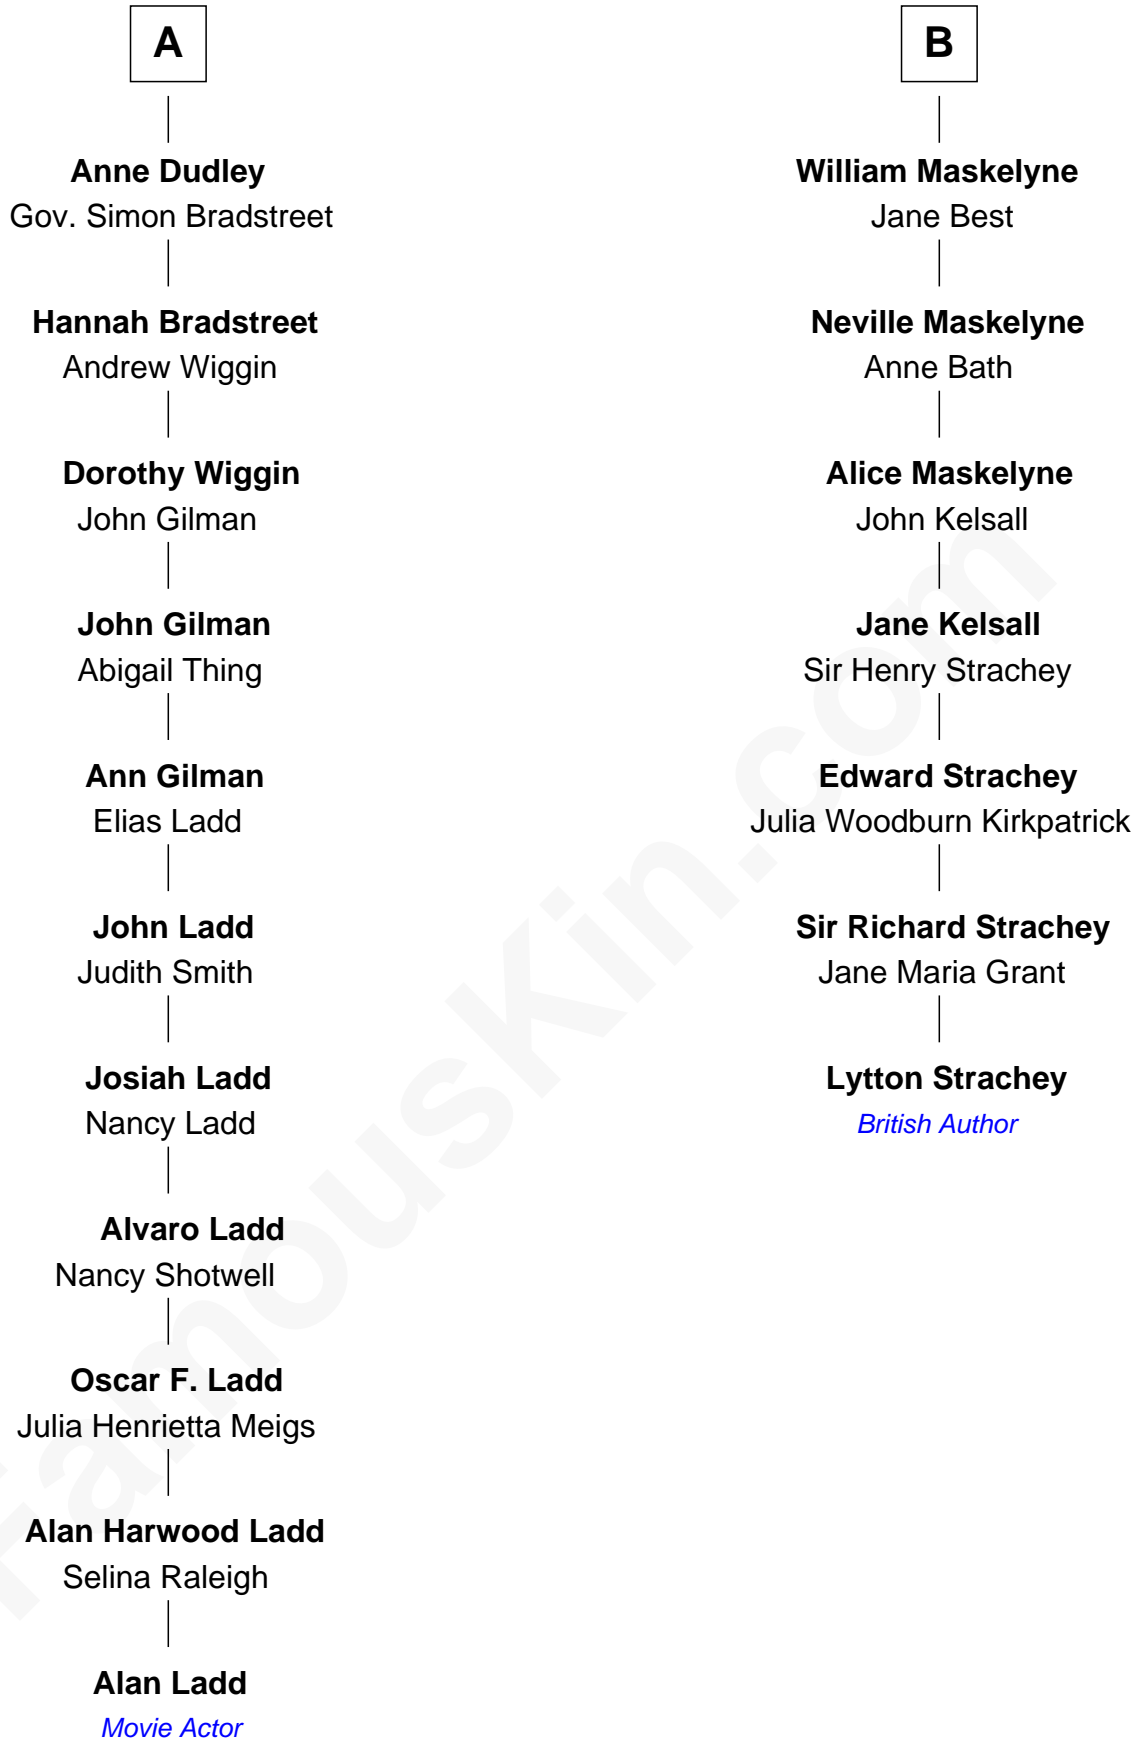 A
Anne Dudley
Gov. Simon Bradstreet
Hannah Bradstreet
Andrew Wiggin
Dorothy Wiggin
John Gilman
John Gilman
Abigail Thing
Ann Gilman
Elias Ladd
John Ladd
Judith Smith
Josiah Ladd
Nancy Ladd
Alvaro Ladd
Nancy Shotwell
Oscar F. Ladd
Julia Henrietta Meigs
Alan Harwood Ladd
Selina Raleigh
Alan Ladd
Movie Actor
B
William Maskelyne
Jane Best
Neville Maskelyne
Anne Bath
Alice Maskelyne
John Kelsall
Jane Kelsall
Sir Henry Strachey
Edward Strachey
Julia Woodburn Kirkpatrick
Sir Richard Strachey
Jane Maria Grant
Lytton Strachey
British Author
FamousKin.com